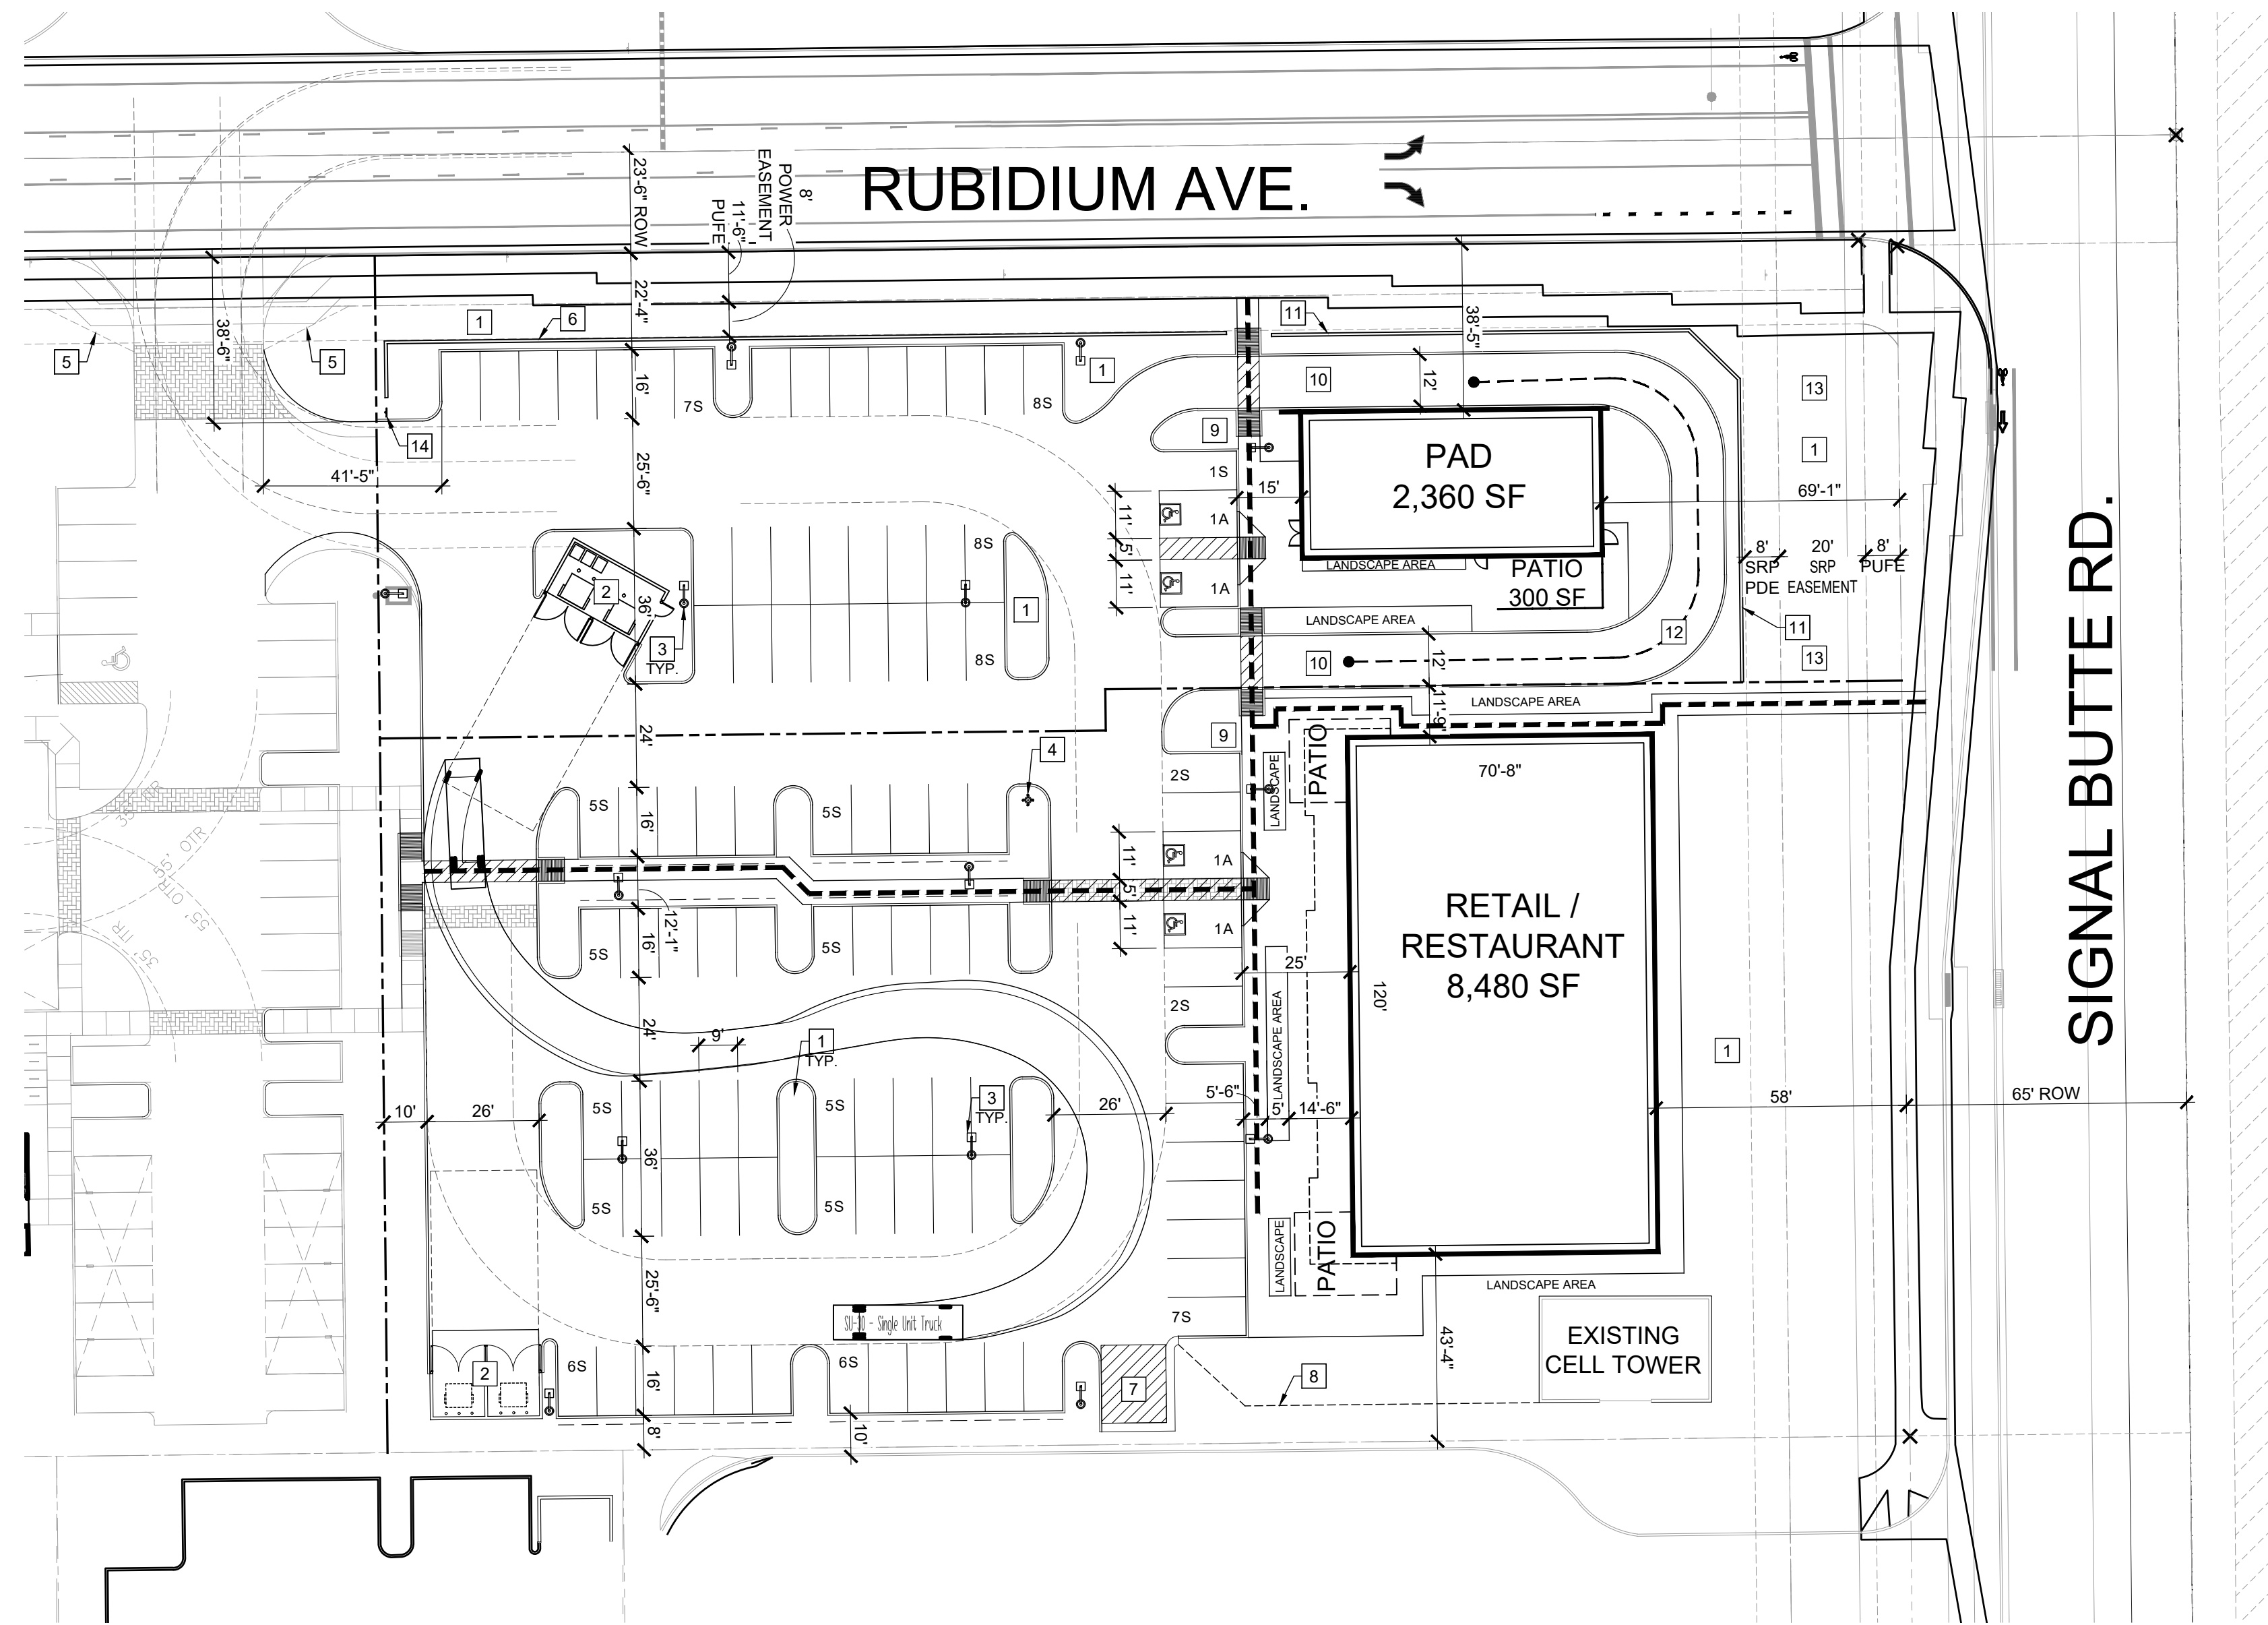 RUBIDIUM AVE.
SIGNAL BUTTE RD.
23'-6" ROW
8'
POWER
EASEMENT
11'-6"
PUFE
22'-4"
38'-6"
5
5
1
6
14
41'-5"
16'
7S
8S
1
11
38'-5"
10
12'
9
1S
15'
PAD
2,360 SF
13
1
69'-1"
25'-6"
8S
11'
1A
5'
11'
1A
LANDSCAPE AREA
PATIO
300 SF
8'
SRP
PDE
20'
SRP
EASEMENT
8'
PUFE
2
36'
3
TYP.
1
8S
LANDSCAPE AREA
12
11
13
10
12'
LANDSCAPE AREA
11'-9"
24'
4
9
2S
LANDSCAPE
PATIO
70'-8"
5S
16'
5S
11'
1A
5'
11'
1A
35' ITR
55' OTR
55' OTR
35' ITR
12'-1"
5S
16'
5S
25'
RETAIL /
RESTAURANT
8,480 SF
120'
2S
LANDSCAPE AREA
24'
9'
1
TYP.
1
10'
26'
5S
5S
3
TYP.
26'
5'-6"
5'
14'-6"
58'
65' ROW
36'
5S
5S
LANDSCAPE
PATIO
LANDSCAPE AREA
25'-6"
SU-30 - Single Unit Truck
7S
43'-4"
EXISTING
CELL TOWER
2
6S
16'
6S
7
8
8'
10'